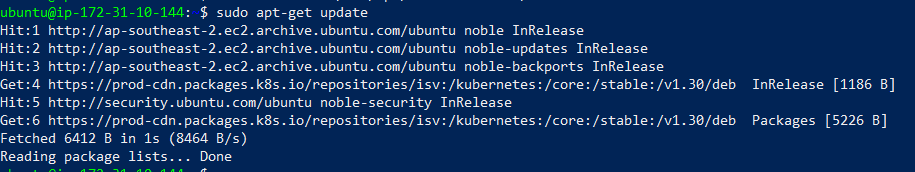 ubuntu@ip-172-31-10-144: $ sudo apt-get update
Hit:1 http://ap-southeast-2.ec2.archive.ubuntu.com/ubuntu noble InRelease
Hit:2 http://ap-southeast-2.ec2.archive.ubuntu.com/ubuntu noble-updates InRelease
Hit:3 http://ap-southeast-2.ec2.archive.ubuntu.com/ubuntu noble-backports InRelease
Get:4 https://prod-cdn.packages.k8s.io/repositories/isv:/kubernetes:/core:/stable:/v1.30/deb  InRelease [1186 B]
Hit:5 http://security.ubuntu.com/ubuntu noble-security InRelease
Get:6 https://prod-cdn.packages.k8s.io/repositories/isv:/kubernetes:/core:/stable:/v1.30/deb  Packages [5226 B]
Fetched 6412 B in 1s (8464 B/s)
Reading package lists... Done